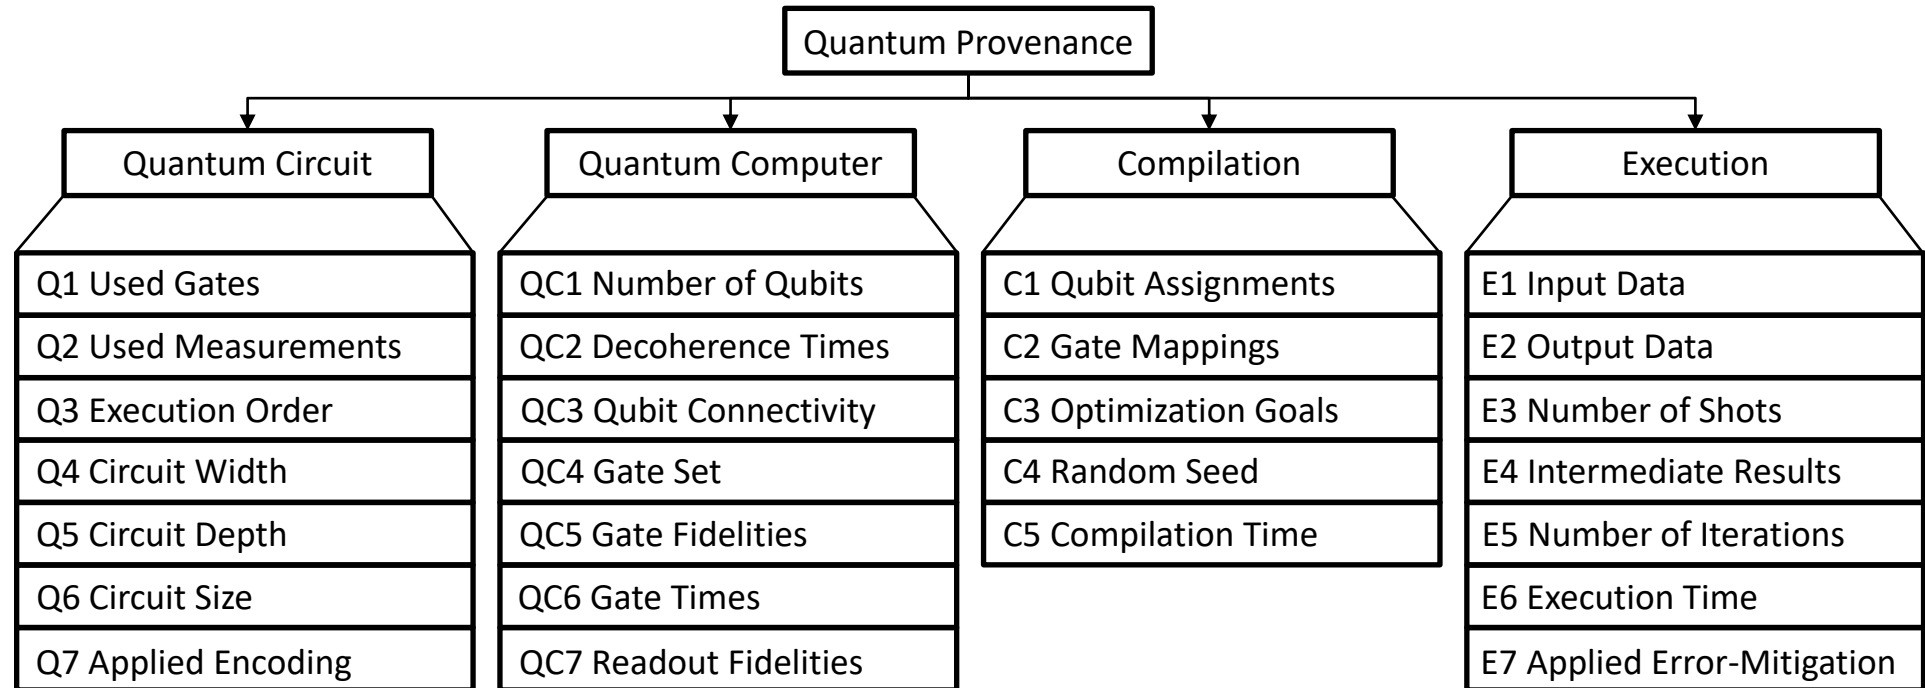 Quantum Provenance
Quantum Circuit
Q1 Used Gates
Q2 Used Measurements
Q3 Execution Order
Q4 Circuit Width
Q5 Circuit Depth
Q6 Circuit Size
Q7 Applied Encoding
Quantum Computer
QC1 Number of Qubits
QC2 Decoherence Times
QC3 Qubit Connectivity
QC4 Gate Set
QC5 Gate Fidelities
QC6 Gate Times
QC7 Readout Fidelities
Compilation
C1 Qubit Assignments
C2 Gate Mappings
C3 Optimization Goals
C4 Random Seed
C5 Compilation Time
Execution
E1 Input Data
E2 Output Data
E3 Number of Shots
E4 Intermediate Results
E5 Number of Iterations
E6 Execution Time
E7 Applied Error-Mitigation